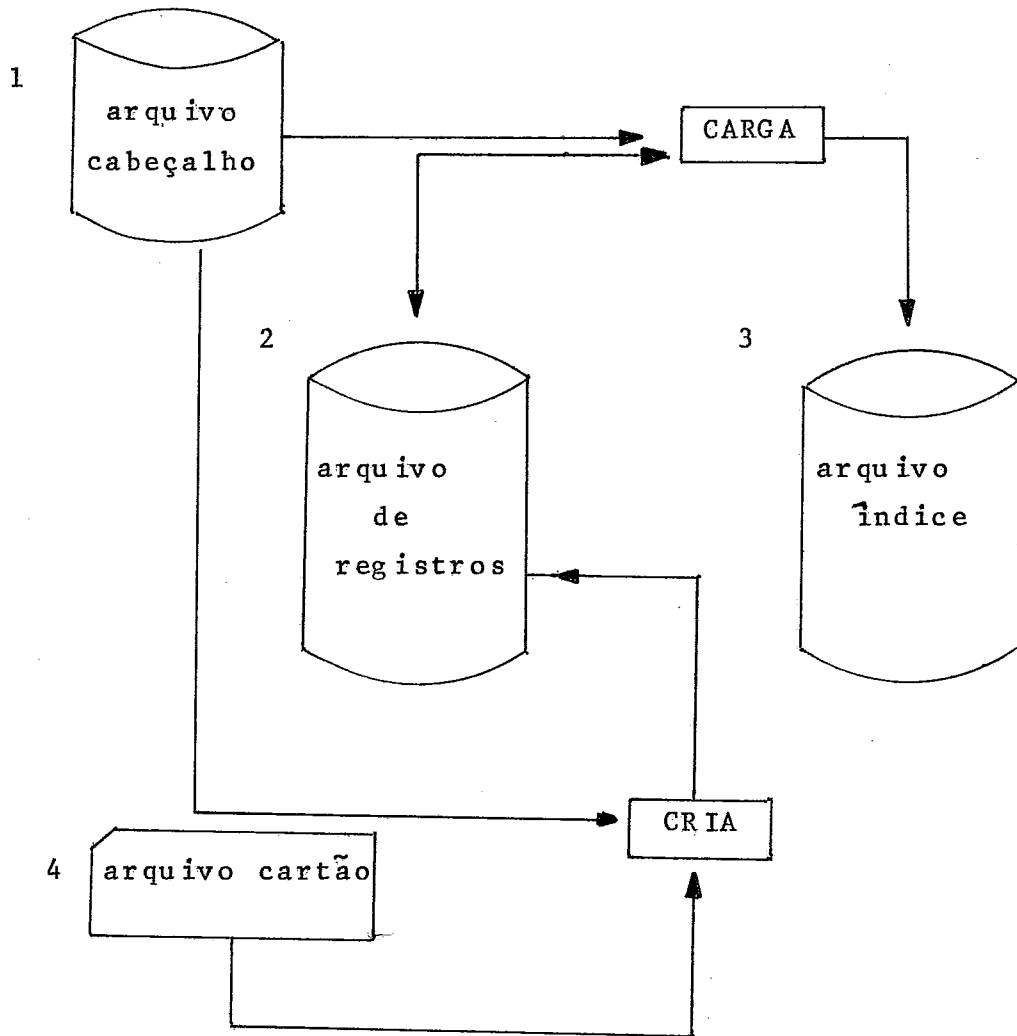 1
arquivo
cabeçalho
CARGA
2
3
arquivo
de
registros
arquivo
índice
CRIA
4
arquivo cartão